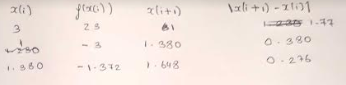 x(i) f(x(i)) x(i+1) |x(i+1) - x(i)|
3 23 1.77
1 -3 1.380 0.380
1.380 -1.372 1.648 0.276